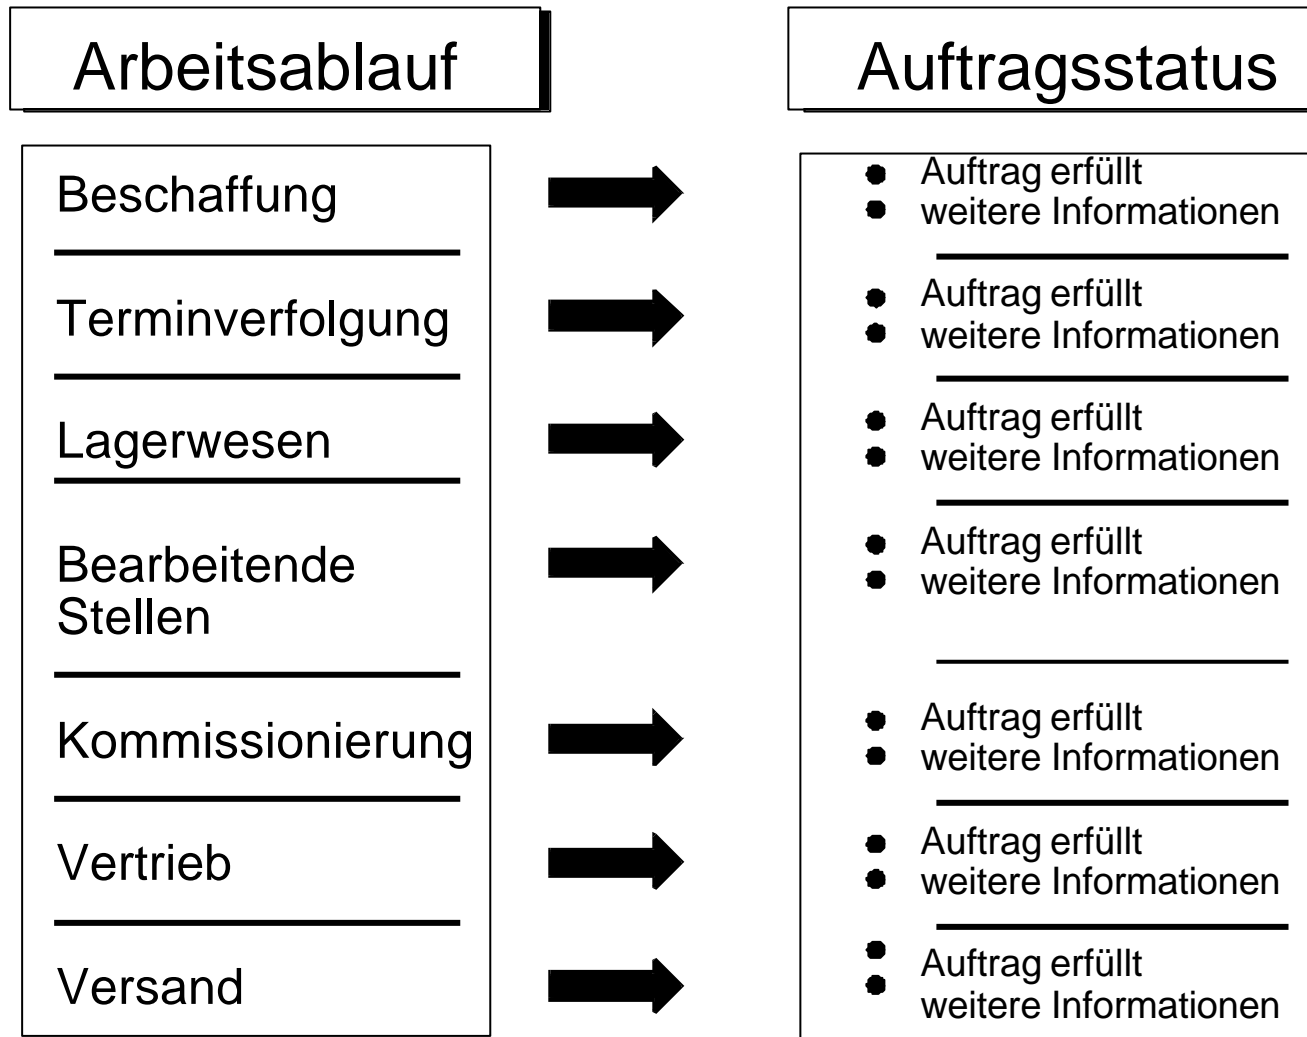 Arbeitsablauf
Auftragsstatus
Beschaffung
Auftrag erfüllt
weitere Informationen
Terminverfolgung
Auftrag erfüllt
weitere Informationen
Lagerwesen
Auftrag erfüllt
weitere Informationen
Bearbeitende
Stellen
Auftrag erfüllt
weitere Informationen
Kommissionierung
Auftrag erfüllt
weitere Informationen
Vertrieb
Auftrag erfüllt
weitere Informationen
Versand
Auftrag erfüllt
weitere Informationen